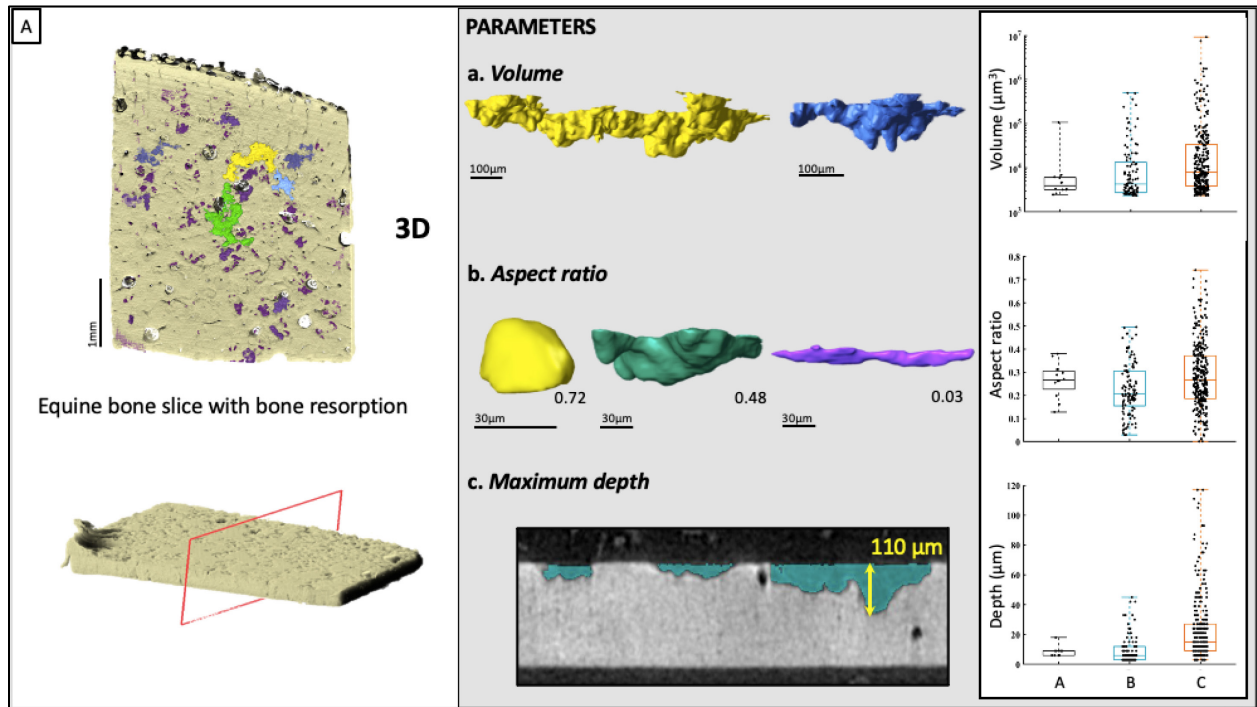 A
3D
1mm
Equine bone slice with bone resorption
PARAMETERS
a. Volume
100μm
100μm
b. Aspect ratio
0.72
0.48
0.03
30μm
30μm
30μm
c. Maximum depth
110 μm
Volume (μm³)
10⁷
10⁶
10⁵
10⁴
10³
Aspect ratio
0.8
0.7
0.6
0.5
0.4
0.3
0.2
0.1
0
Depth (μm)
120
100
80
60
40
20
0
A B C